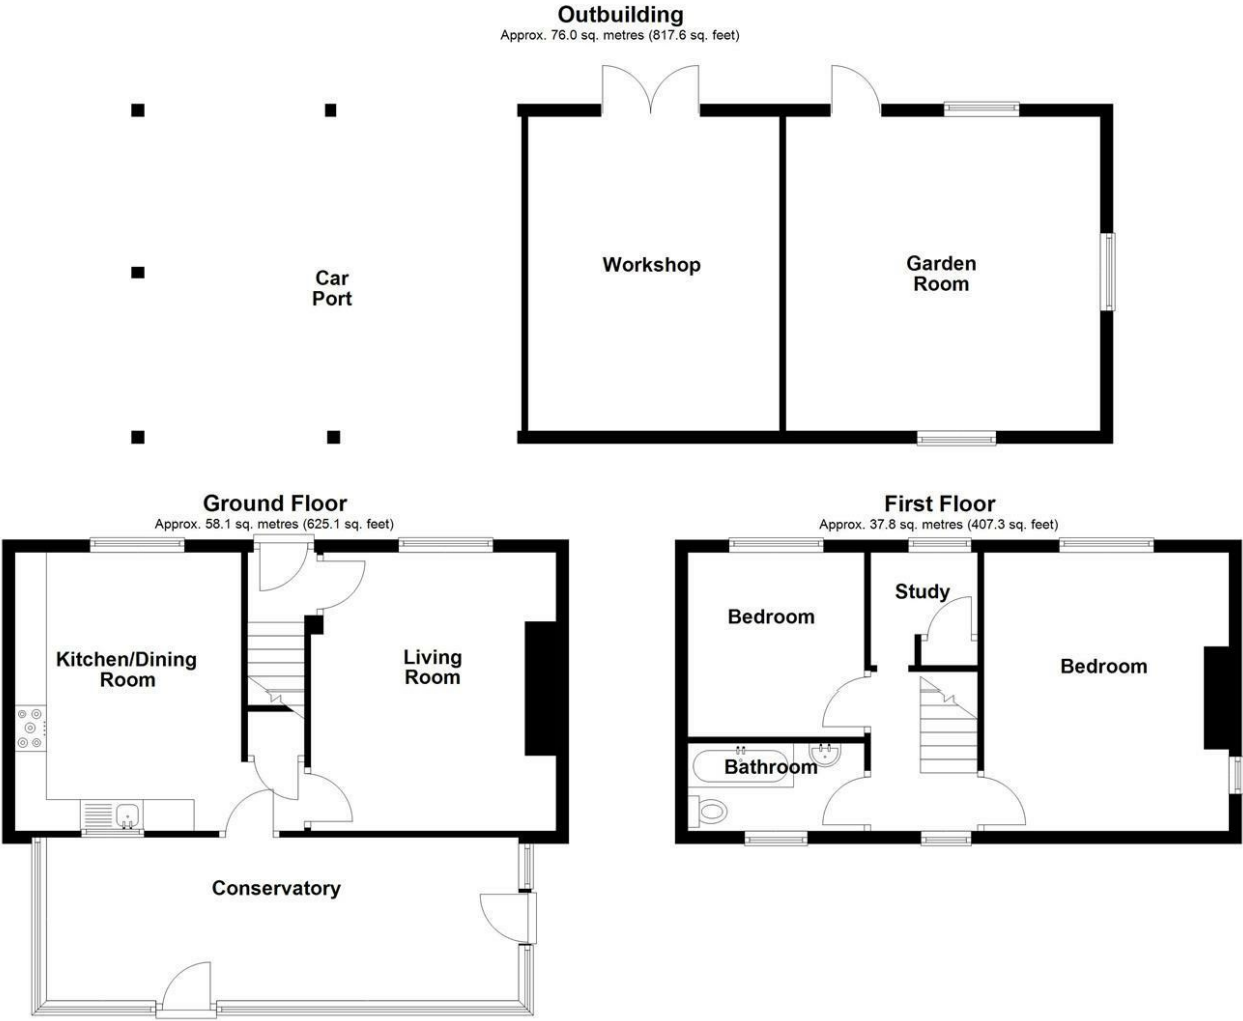 Outbuilding
Approx. 76.0 sq. metres (817.6 sq. feet)
Car
Port
Workshop
Garden
Room
Ground Floor
Approx. 58.1 sq. metres (625.1 sq. feet)
Kitchen/Dining
Room
Living
Room
Conservatory
First Floor
Approx. 37.8 sq. metres (407.3 sq. feet)
Bedroom
Study
Bedroom
Bathroom